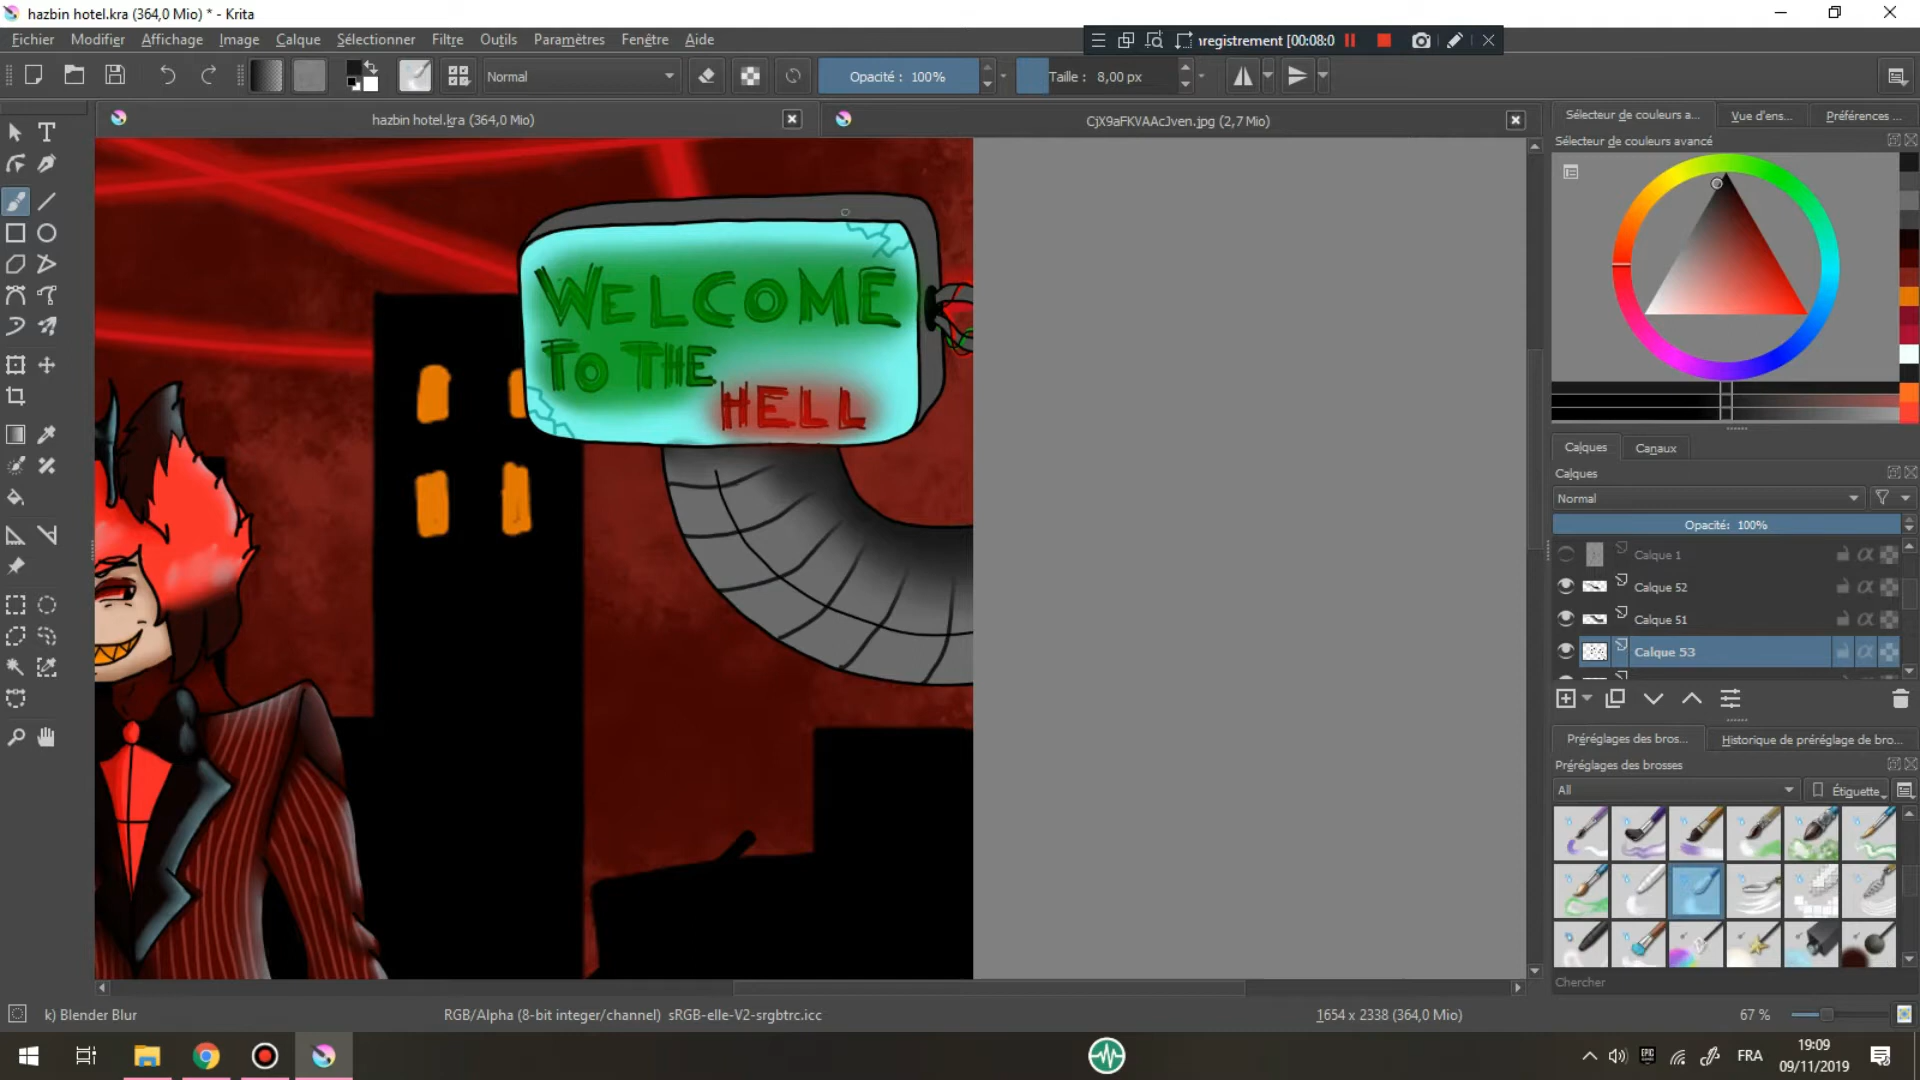 hazbin hotel.kra (364,0 Mio) * - Krita
Fichier Modifier Affichage Image Calque Sélectionner Filtre Outils Paramètres Fenêtre Aide
nregistrement [00:08:0
Normal Opacité : 100% Taille : 8,00 px
hazbin hotel.kra (364,0 Mio) CjX9aFKVAAcJven.jpg (2,7 Mio)
Sélecteur de couleurs a... Vue d'ens... Préférences ...
Sélecteur de couleurs avancé
WELCOME
TO THE
HELL
Calques Canaux
Calques
Normal
Opacité: 100%
Calque 1
Calque 52
Calque 51
Calque 53
Préréglages des bros... Historique de préréglage de bro...
Préréglages des brosses
All Étiquette
Chercher
k) Blender Blur RGB/Alpha (8-bit integer/channel) sRGB-elle-V2-srgbtrc.icc 1654 x 2338 (364,0 Mio) 67 %
EPIC FRA 19:09
09/11/2019